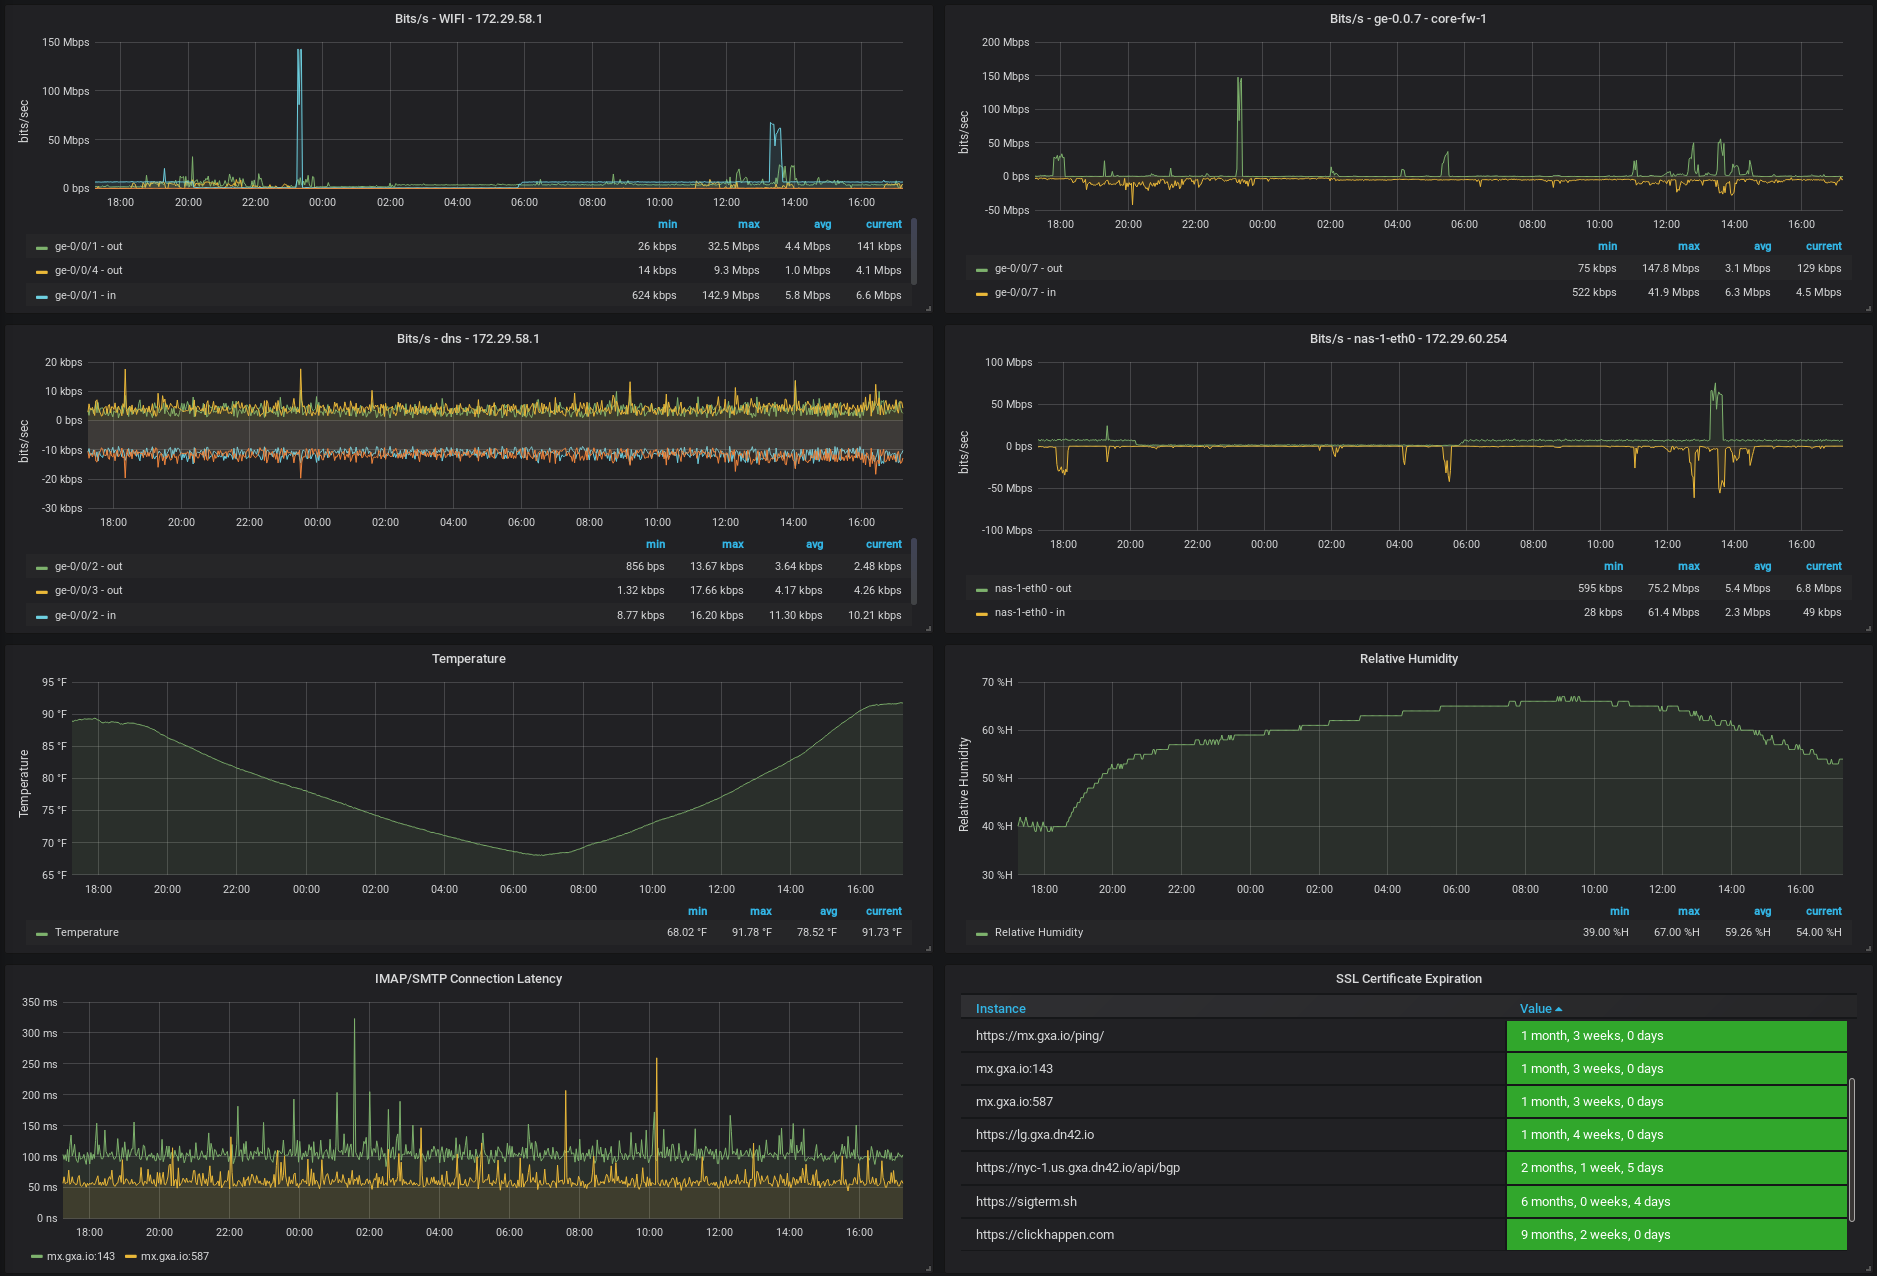 Bits/s - WIFI - 172.29.58.1
150 Mbps
100 Mbps
50 Mbps
0 bps
bits/sec
18:00 20:00 22:00 00:00 02:00 04:00 06:00 08:00 10:00 12:00 14:00 16:00
min max avg current
ge-0/0/1 - out 26 kbps 32.5 Mbps 4.4 Mbps 141 kbps
ge-0/0/4 - out 14 kbps 9.3 Mbps 1.0 Mbps 4.1 Mbps
ge-0/0/1 - in 624 kbps 142.9 Mbps 5.8 Mbps 6.6 Mbps
Bits/s - ge-0.0.7 - core-fw-1
200 Mbps
150 Mbps
100 Mbps
50 Mbps
0 bps
-50 Mbps
bits/sec
18:00 20:00 22:00 00:00 02:00 04:00 06:00 08:00 10:00 12:00 14:00 16:00
min max avg current
ge-0/0/7 - out 75 kbps 147.8 Mbps 3.1 Mbps 129 kbps
ge-0/0/7 - in 522 kbps 41.9 Mbps 6.3 Mbps 4.5 Mbps
Bits/s - dns - 172.29.58.1
20 kbps
10 kbps
0 bps
-10 kbps
-20 kbps
-30 kbps
bits/sec
18:00 20:00 22:00 00:00 02:00 04:00 06:00 08:00 10:00 12:00 14:00 16:00
min max avg current
ge-0/0/2 - out 856 bps 13.67 kbps 3.64 kbps 2.48 kbps
ge-0/0/3 - out 1.32 kbps 17.66 kbps 4.17 kbps 4.26 kbps
ge-0/0/2 - in 8.77 kbps 16.20 kbps 11.30 kbps 10.21 kbps
Bits/s - nas-1-eth0 - 172.29.60.254
100 Mbps
50 Mbps
0 bps
-50 Mbps
-100 Mbps
bits/sec
18:00 20:00 22:00 00:00 02:00 04:00 06:00 08:00 10:00 12:00 14:00 16:00
min max avg current
nas-1-eth0 - out 595 kbps 75.2 Mbps 5.4 Mbps 6.8 Mbps
nas-1-eth0 - in 28 kbps 61.4 Mbps 2.3 Mbps 49 kbps
Temperature
95 °F
90 °F
85 °F
80 °F
75 °F
70 °F
65 °F
Temperature
18:00 20:00 22:00 00:00 02:00 04:00 06:00 08:00 10:00 12:00 14:00 16:00
min max avg current
Temperature 68.02 °F 91.78 °F 78.52 °F 91.73 °F
Relative Humidity
70 %H
60 %H
50 %H
40 %H
30 %H
Relative Humidity
18:00 20:00 22:00 00:00 02:00 04:00 06:00 08:00 10:00 12:00 14:00 16:00
min max avg current
Relative Humidity 39.00 %H 67.00 %H 59.26 %H 54.00 %H
IMAP/SMTP Connection Latency
350 ms
300 ms
250 ms
200 ms
150 ms
100 ms
50 ms
0 ns
18:00 20:00 22:00 00:00 02:00 04:00 06:00 08:00 10:00 12:00 14:00 16:00
mx.gxa.io:143 mx.gxa.io:587
SSL Certificate Expiration
Instance Value
https://mx.gxa.io/ping/ 1 month, 3 weeks, 0 days
mx.gxa.io:143 1 month, 3 weeks, 0 days
mx.gxa.io:587 1 month, 3 weeks, 0 days
https://lg.gxa.dn42.io 1 month, 4 weeks, 0 days
https://nyc-1.us.gxa.dn42.io/api/bgp 2 months, 1 week, 5 days
https://sigterm.sh 6 months, 0 weeks, 4 days
https://clickhappen.com 9 months, 2 weeks, 0 days